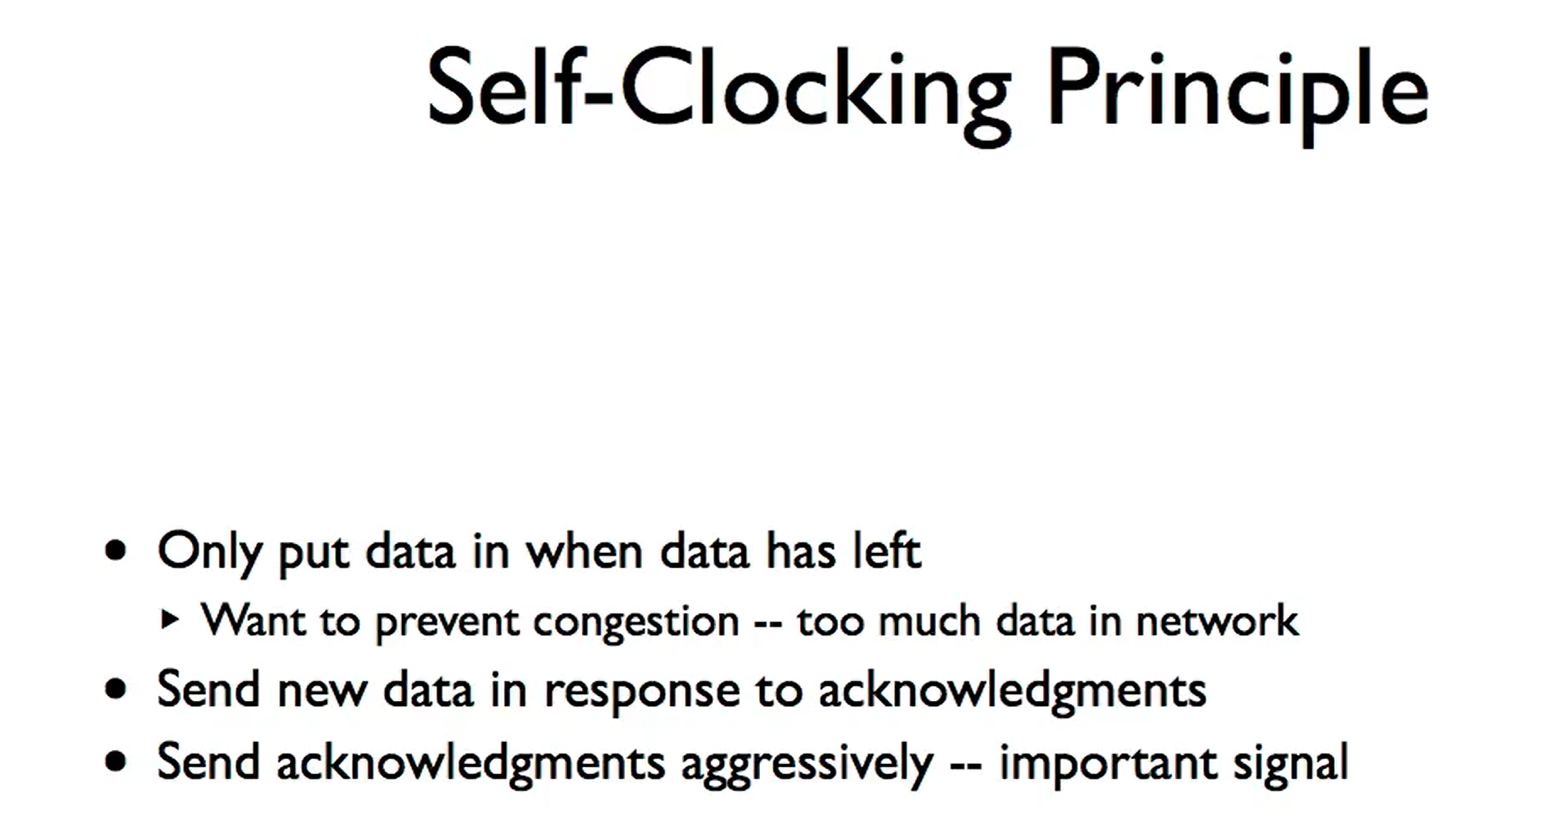 Self-Clocking Principle
• Only put data in when data has left
▸ Want to prevent congestion -- too much data in network
• Send new data in response to acknowledgments
• Send acknowledgments aggressively -- important signal